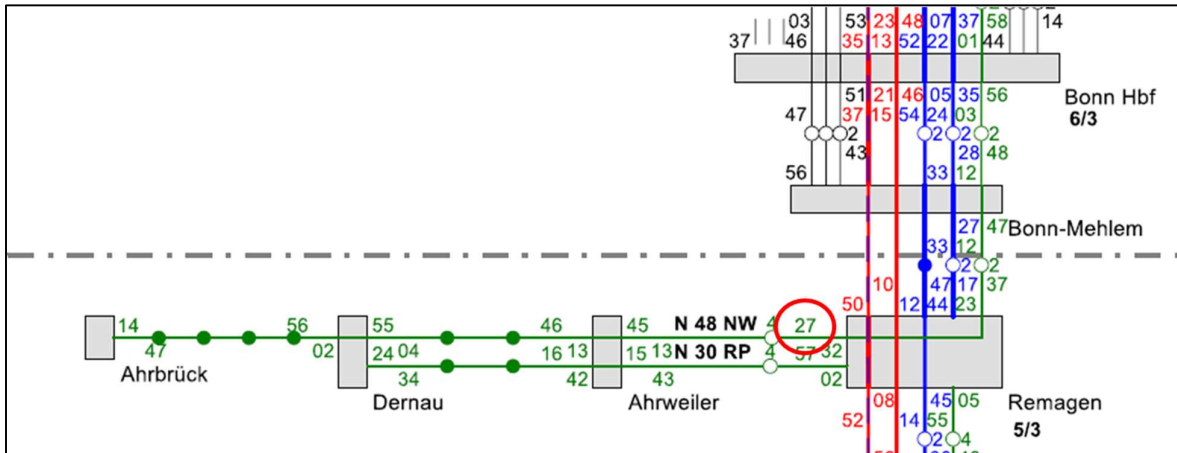 03 53 23 48 07 37 58 14
37 46 35 13 52 22 01 44
Bonn Hbf
6/3
51 21 46 05 35 56
47 37 15 54 24 03
2 2 2 2
43 28 48
56 33 12
Bonn-Mehlem
27 47
33 12
2 2
10 47 17 37
50 12 44 23
14 56 55 46 45 N 48 NW 4 27
47 02 24 04 16 13 15 13 N 30 RP 4 57 32
Ahrbrück 34 42 43 02
Dernau Ahrweiler Remagen
5/3
08 45 05
52 14 55
2 4